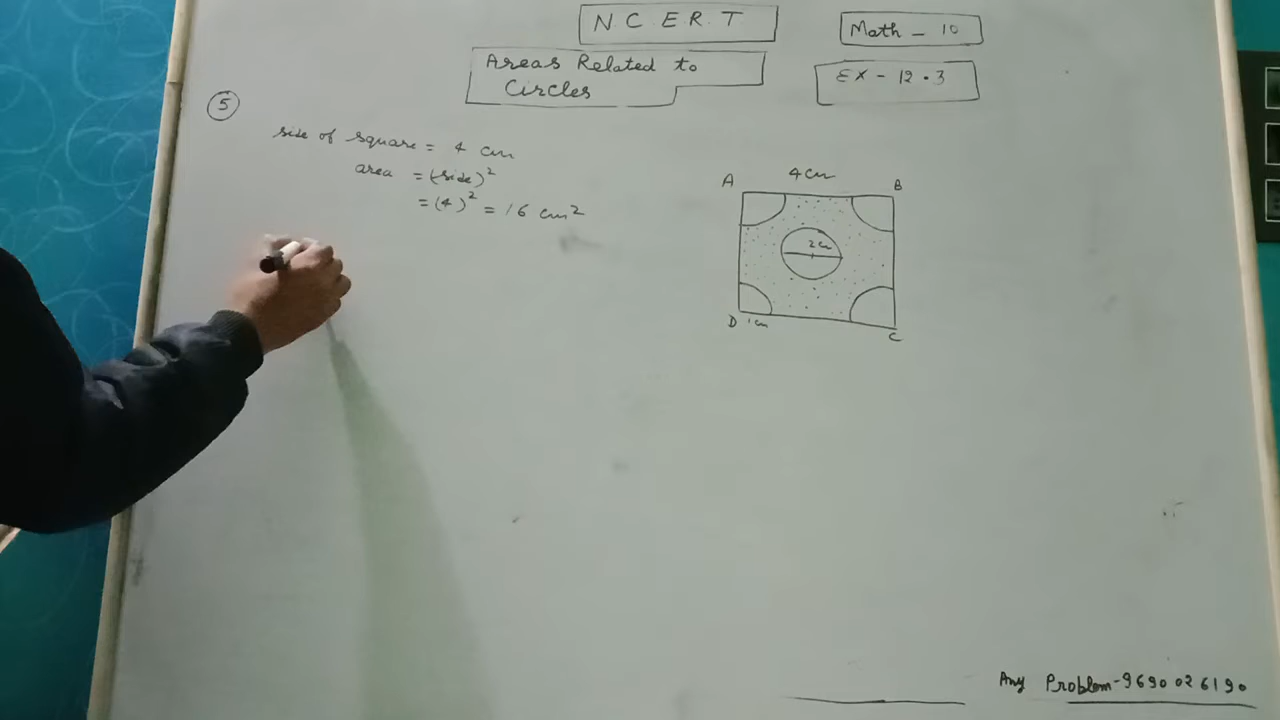 N C E R T
Math - 10
Areas Related to
Circles
EX - 12.3
5
side of square = 4 cm
area = (side)²
= (4)² = 16 cm²
4cm
A
B
2cm
D 1cm
C
Any Problem-9690026190